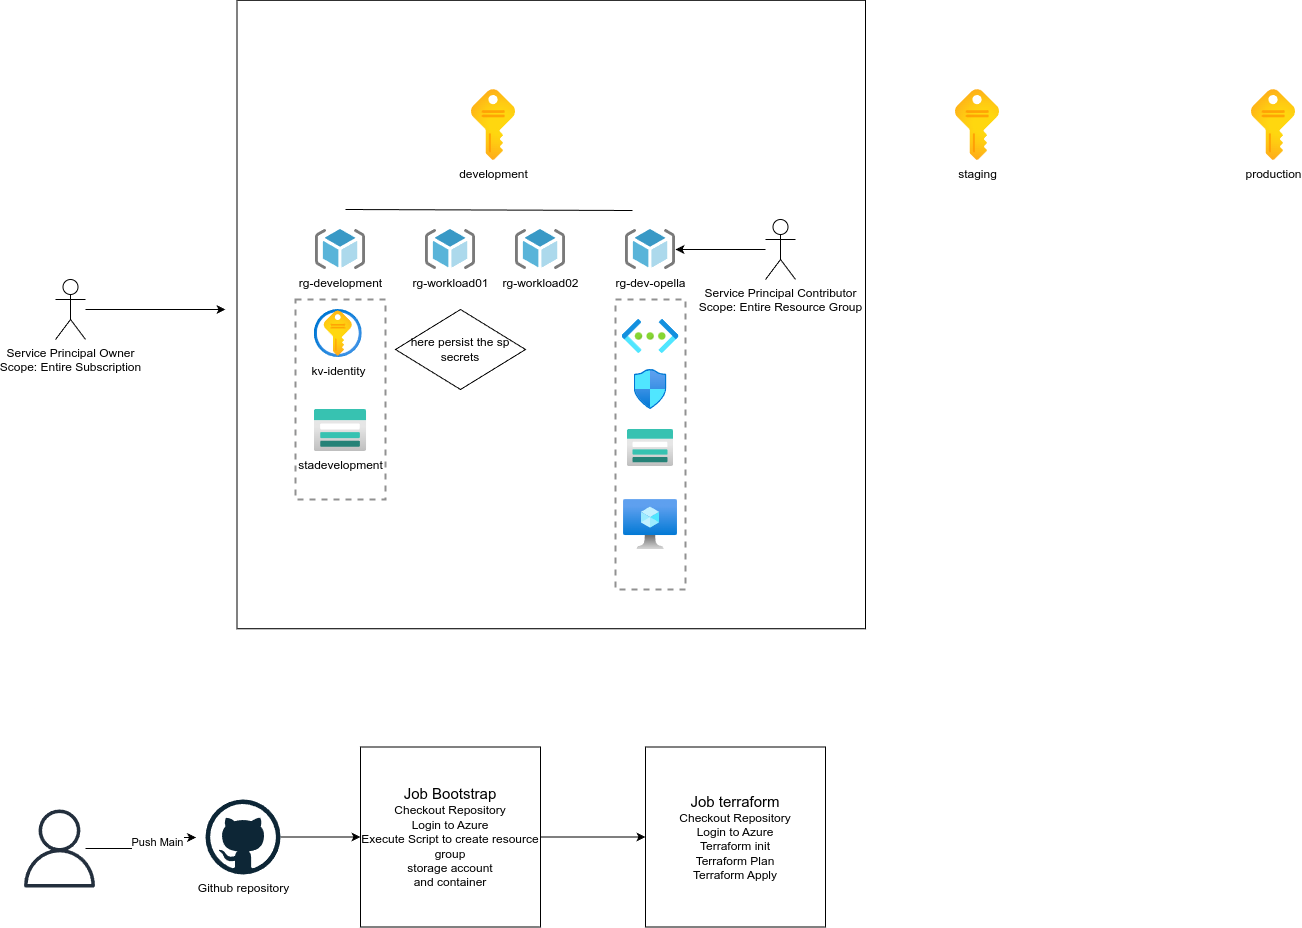 development
staging
production
rg-development
rg-workload01
rg-workload02
rg-dev-opella
Service Principal Contributor
Scope: Entire Resource Group
Service Principal Owner
Scope: Entire Subscription
here persist the sp
secrets
kv-identity
stadevelopment
Push Main
Github repository
Job Bootstrap
Checkout Repository
Login to Azure
Execute Script to create resource
group
storage account
and container
Job terraform
Checkout Repository
Login to Azure
Terraform init
Terraform Plan
Terraform Apply